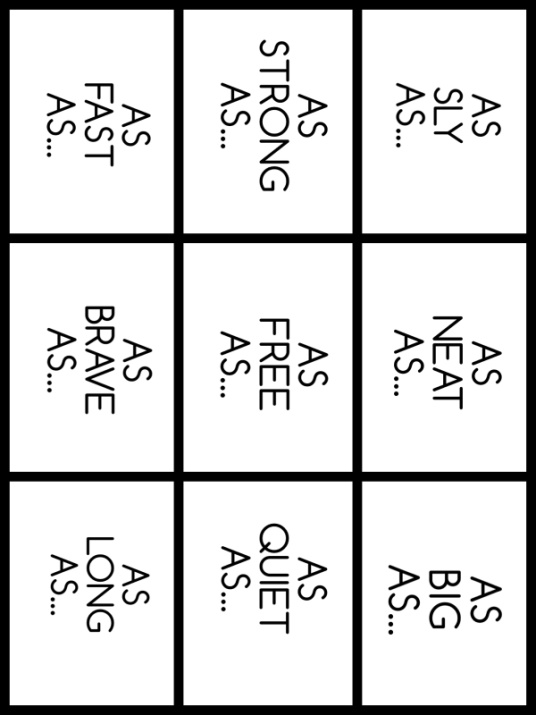 AS
SLY
AS...
AS
NEAT
AS...
AS
BIG
AS...
AS
STRONG
AS...
AS
FREE
AS...
AS
QUIET
AS...
AS
FAST
AS...
AS
BRAVE
AS...
AS
LONG
AS...